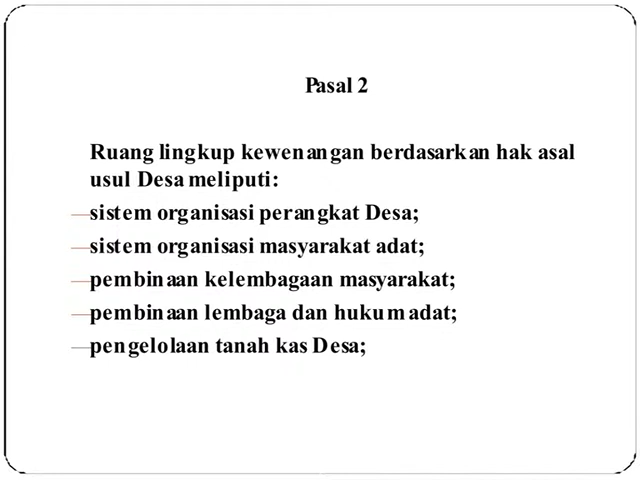 Pasal 2
Ruang lingkup kewenangan berdasarkan hak asal
usul Desa meliputi:
sistem organisasi perangkat Desa;
sistem organisasi masyarakat adat;
pembinaan kelembagaan masyarakat;
pembinaan lembaga dan hukum adat;
pengelolaan tanah kas Desa;